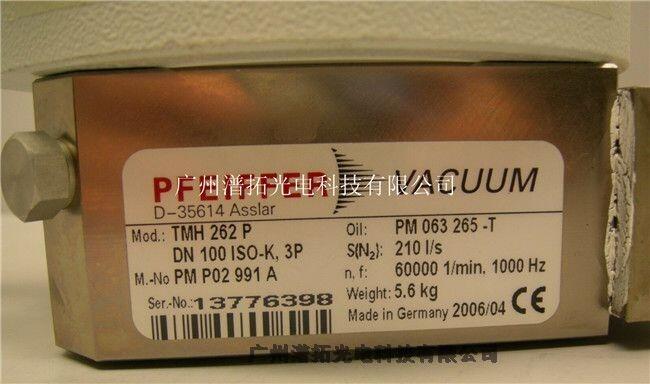 PFEIFFER VACUUM
广州潽拓光电科技有限公司
D-35614 Asslar
Mod.: TMH 262 P
DN 100 ISO-K, 3P
M.-No PM P02 991 A
Ser.-No.: 13776398
Oil: PM 063 265 -T
S(N₂): 210 l/s
n, f: 60000 1/min, 1000 Hz
Weight: 5.6 kg
Made in Germany 2006/04 CE
广州潽拓光电科技有限公司